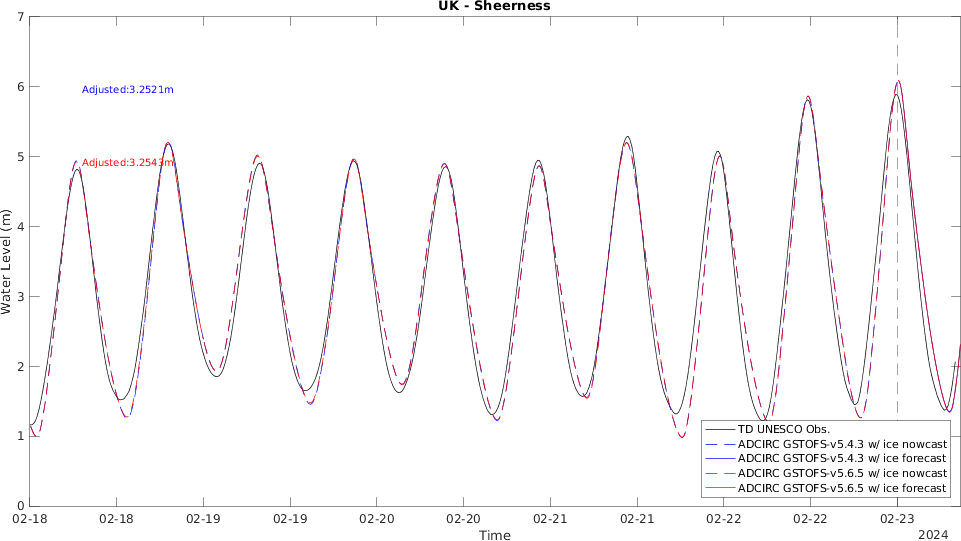 UK - Sheerness
7
6
5
4
3
2
1
0
Water Level (m)
Adjusted:3.2521m
Adjusted:3.2543m
TD UNESCO Obs.
ADCIRC GSTOFS-v5.4.3 w/ ice nowcast
ADCIRC GSTOFS-v5.4.3 w/ ice forecast
ADCIRC GSTOFS-v5.6.5 w/ ice nowcast
ADCIRC GSTOFS-v5.6.5 w/ ice forecast
02-18 02-18 02-19 02-19 02-20 02-20 02-21 02-21 02-22 02-22 02-23
Time
2024